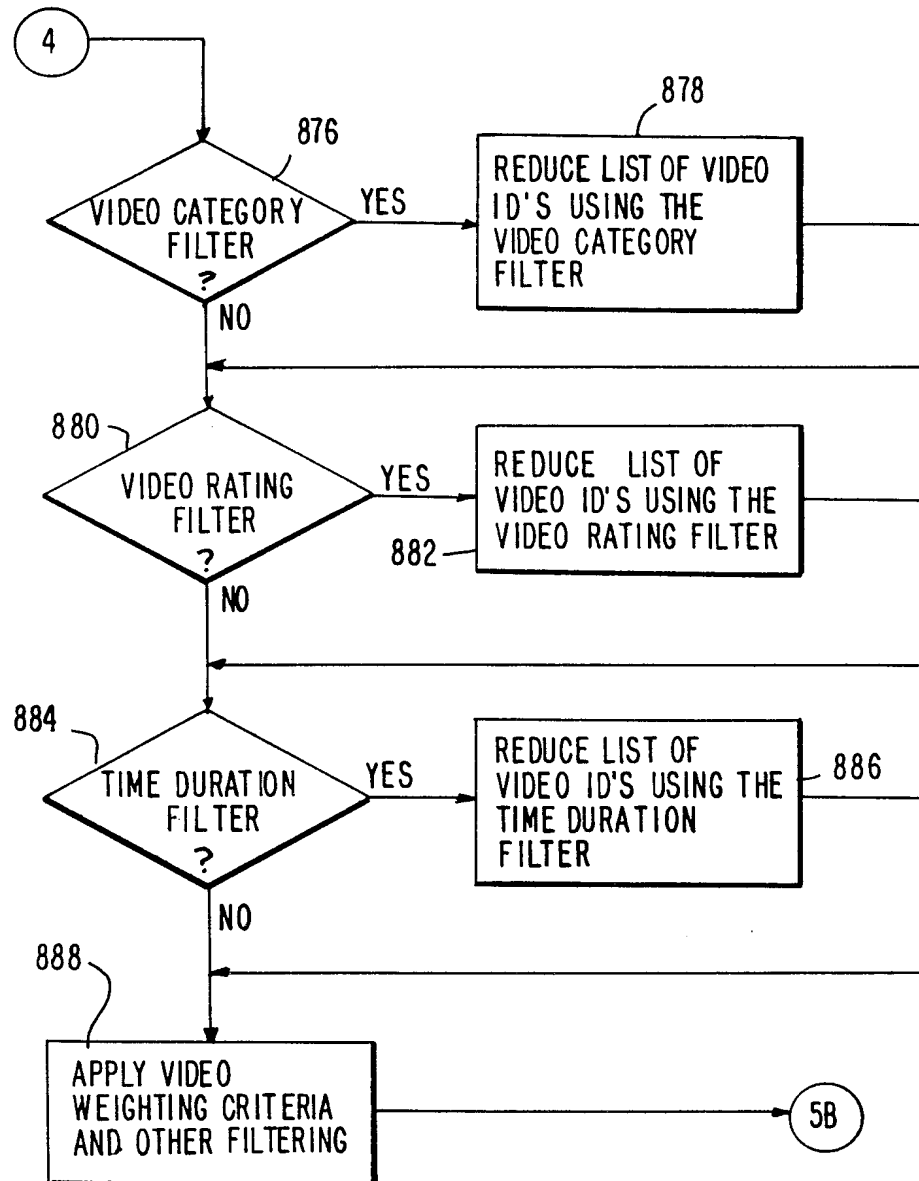 4
876
878
VIDEO CATEGORY
FILTER
?
YES
NO
REDUCE LIST OF VIDEO
ID'S USING THE
VIDEO CATEGORY
FILTER
880
VIDEO RATING
FILTER
?
YES
NO
REDUCE LIST OF
VIDEO ID'S USING THE
VIDEO RATING FILTER
882
884
TIME DURATION
FILTER
?
YES
NO
REDUCE LIST OF
VIDEO ID'S USING THE
TIME DURATION
FILTER
886
888
APPLY VIDEO
WEIGHTING CRITERIA
AND OTHER FILTERING
5B